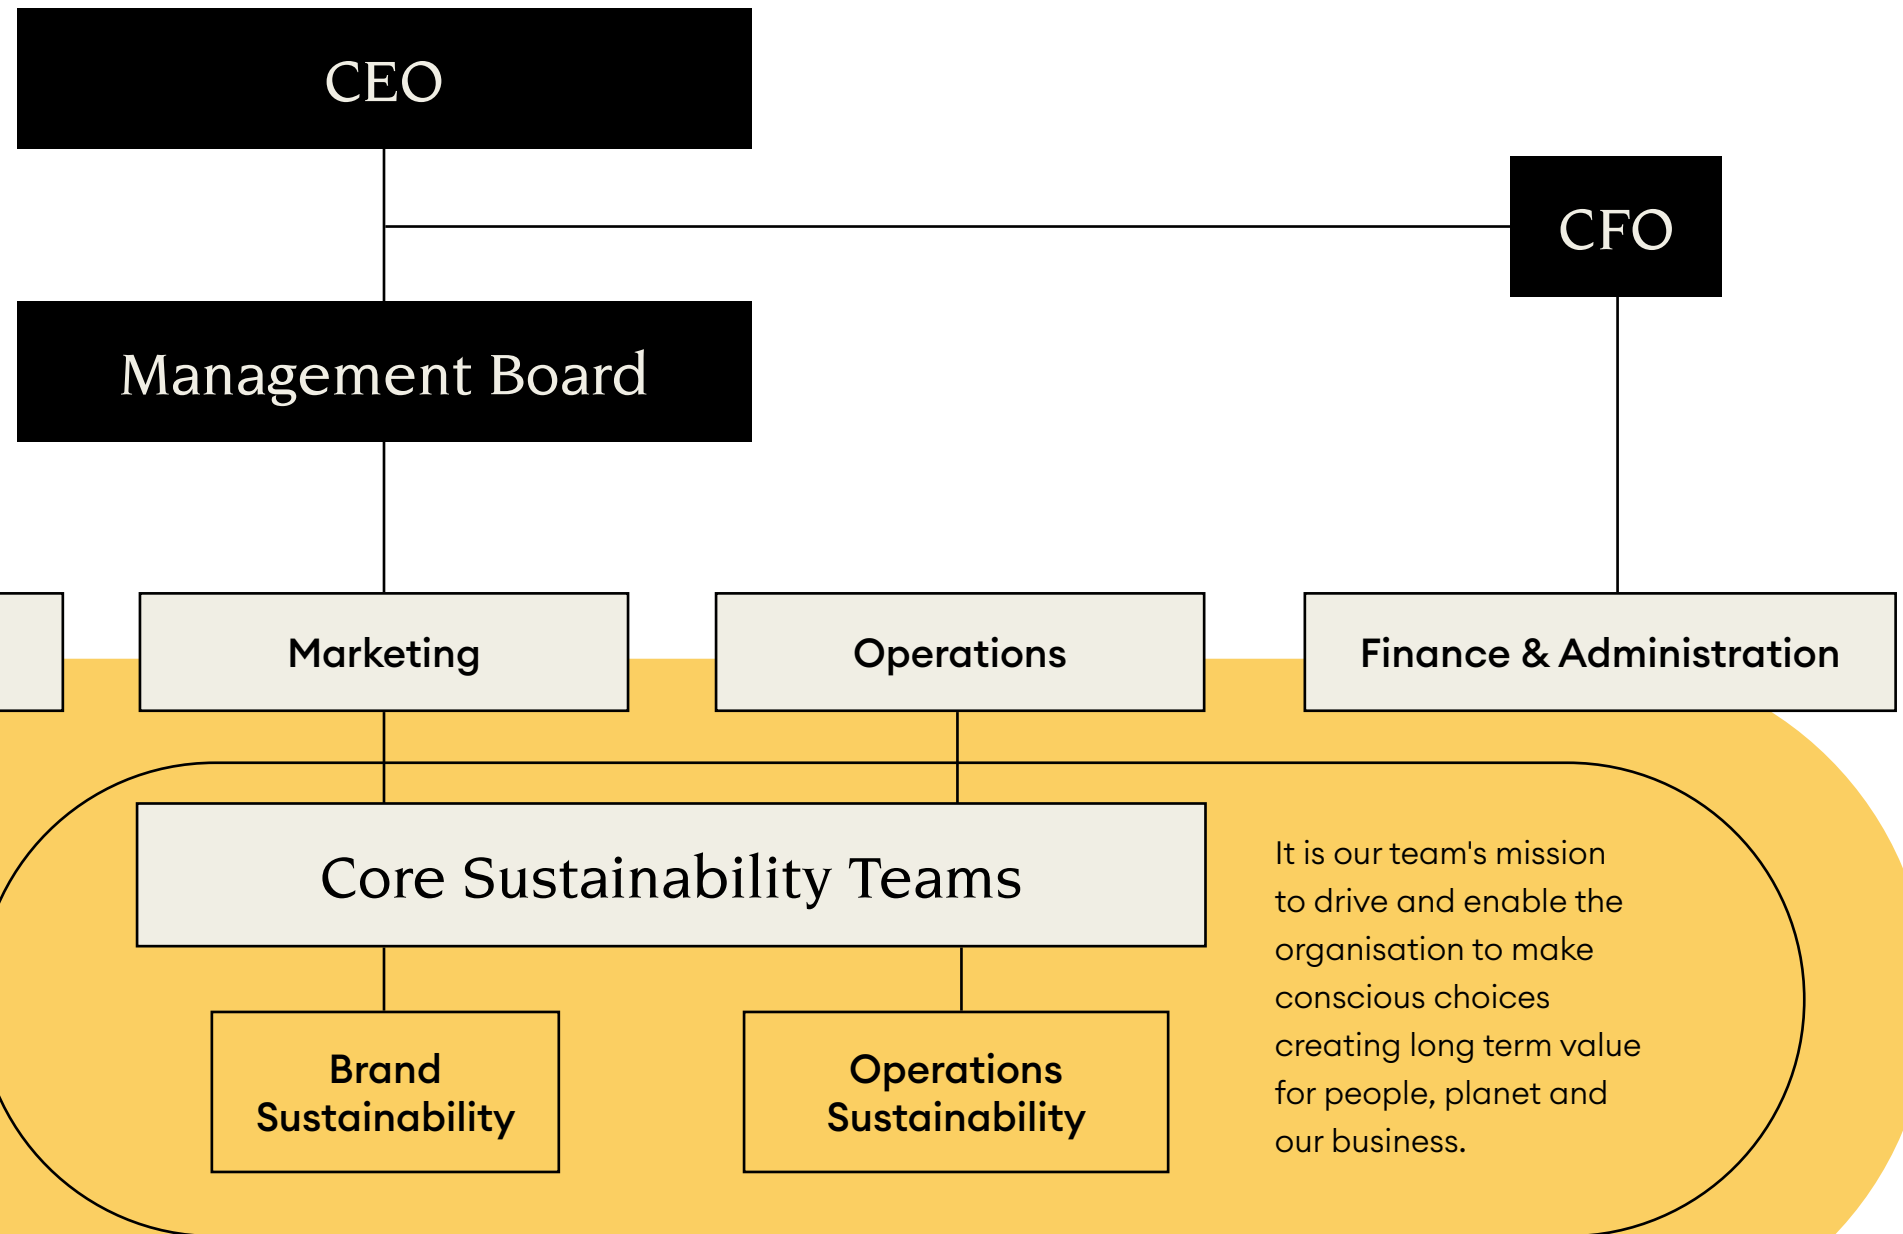 CEO
CFO
Management Board
Marketing
Operations
Finance & Administration
Core Sustainability Teams
Brand
Sustainability
Operations
Sustainability
It is our team's mission
to drive and enable the
organisation to make
conscious choices
creating long term value
for people, planet and
our business.